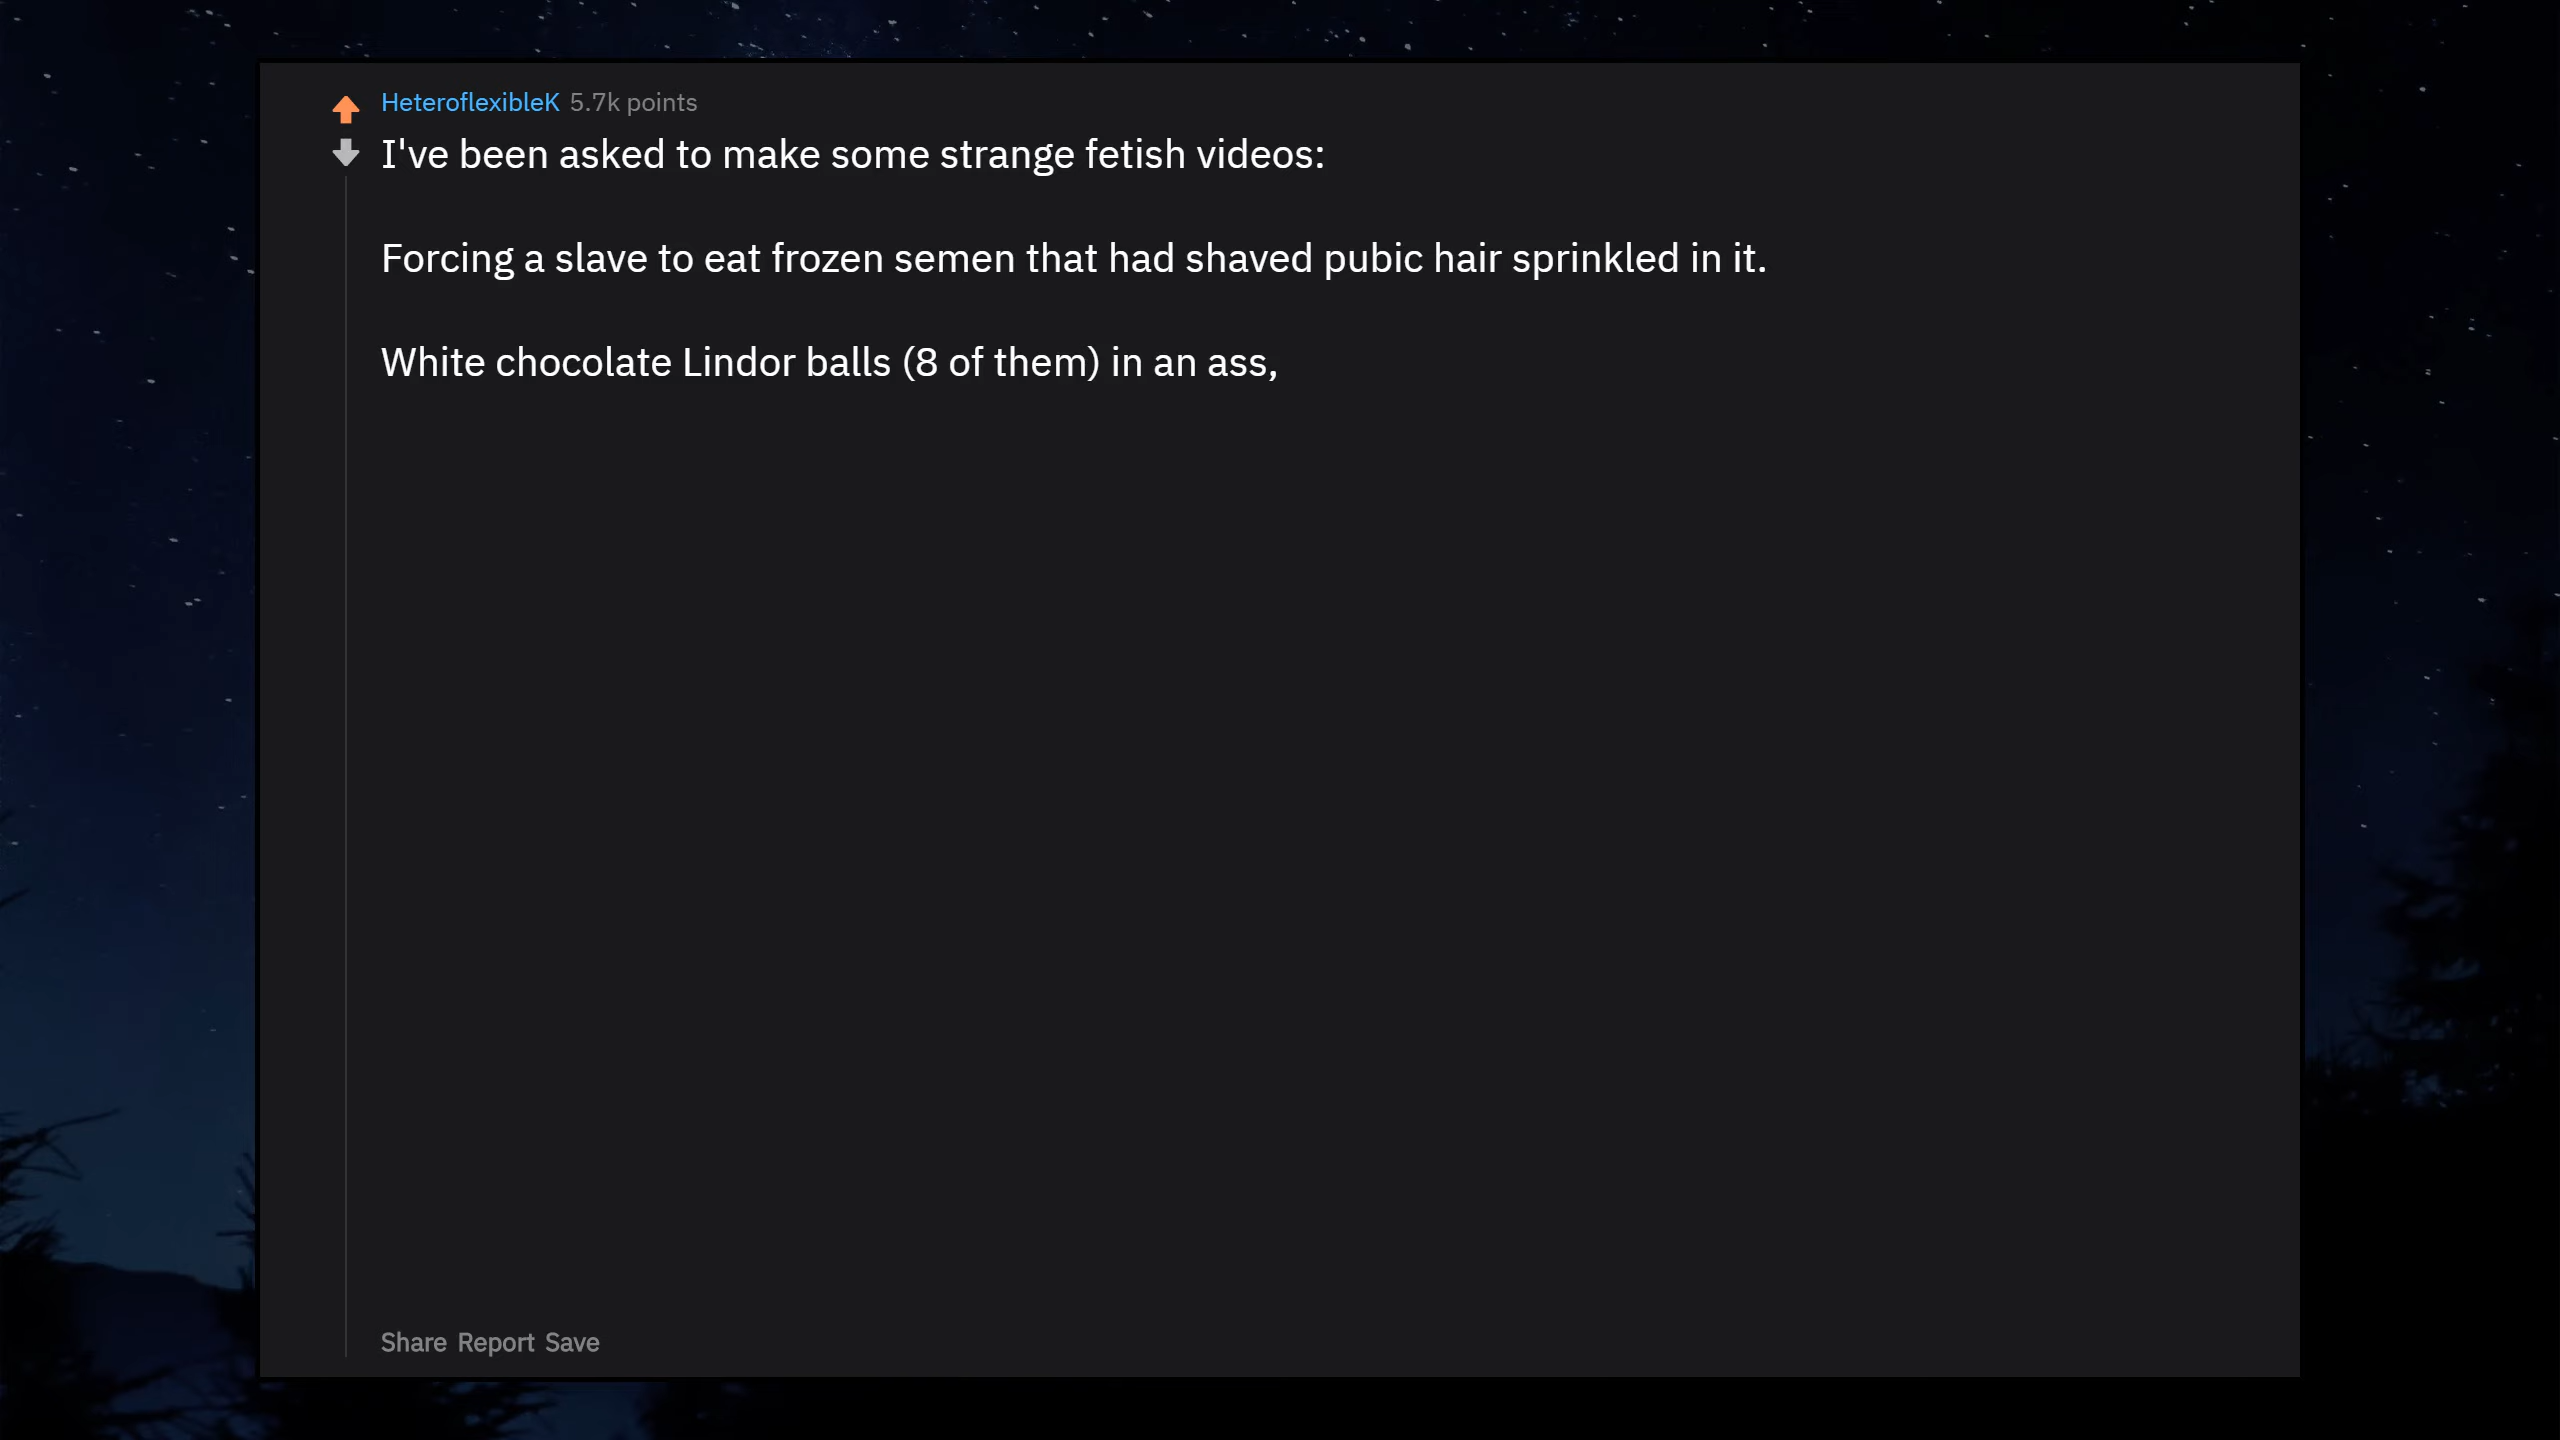 HeteroflexibleK 5.7k points
I've been asked to make some strange fetish videos:
Forcing a slave to eat frozen semen that had shaved pubic hair sprinkled in it.
White chocolate Lindor balls (8 of them) in an ass,
Share Report Save